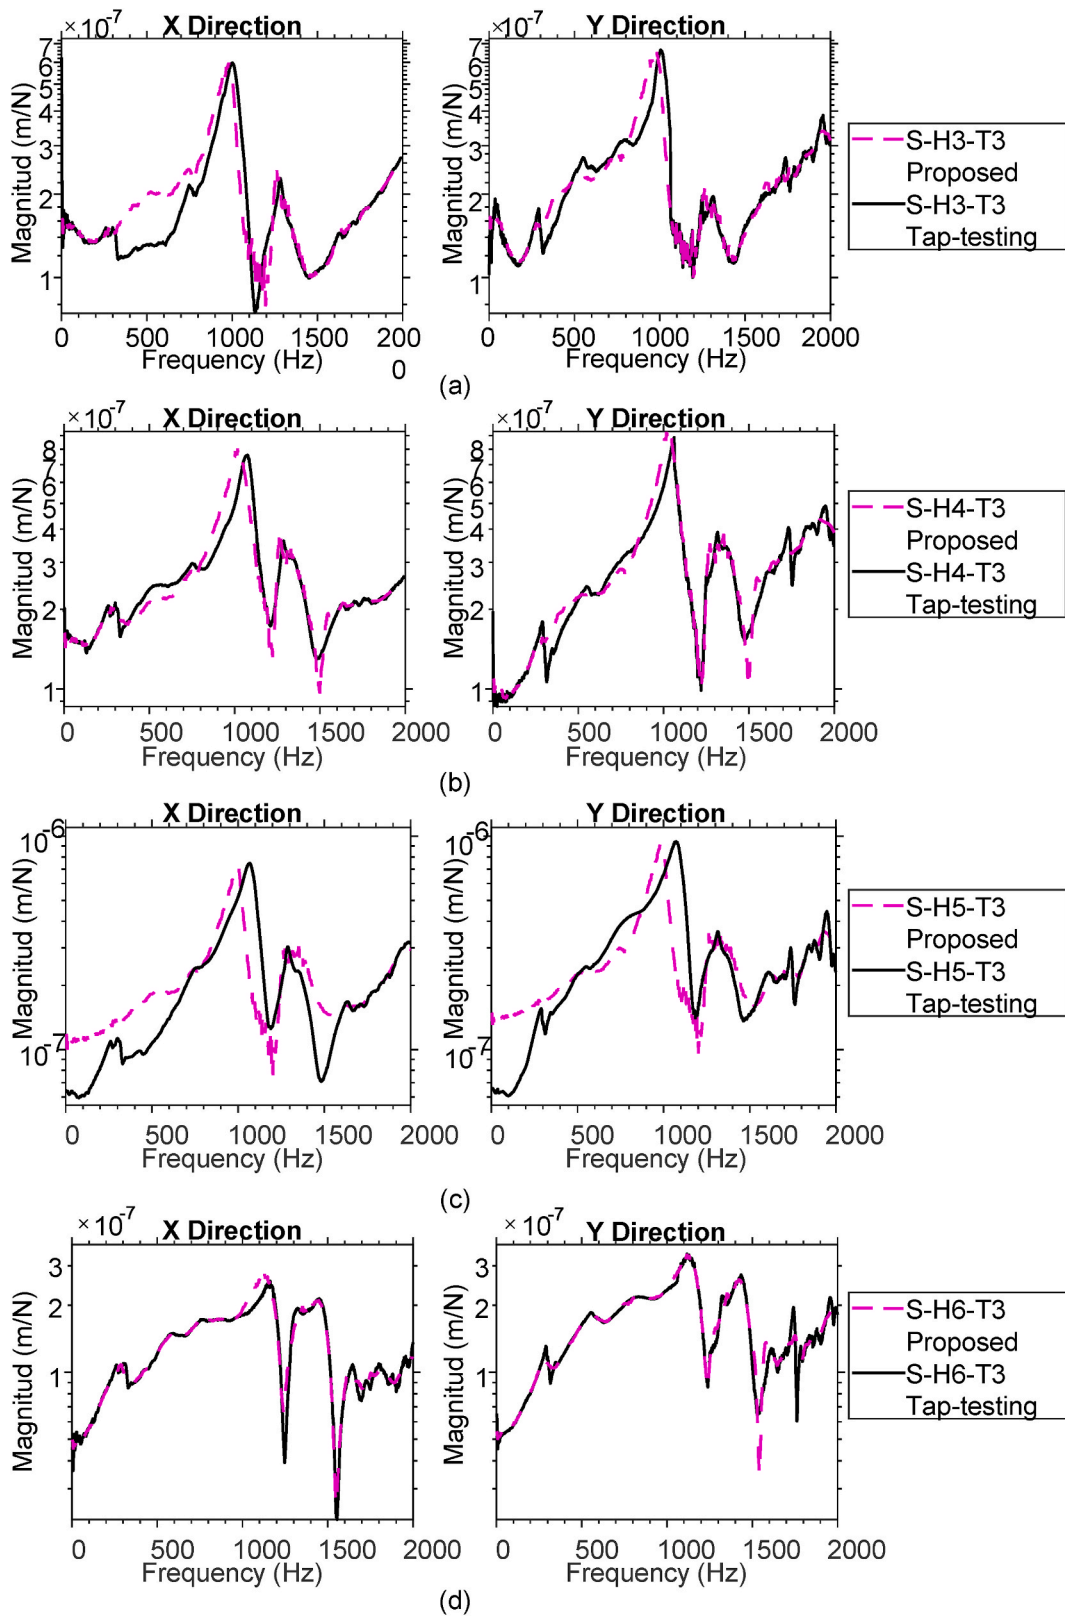 ×10-7 X Direction
7
6
5
4
3
2
1
Magnitud (m/N)
0 500 1000 1500 200
0
Frequency (Hz)
×10-7 Y Direction
7
6
5
4
3
2
1
Magnitud (m/N)
0 500 1000 1500 2000
Frequency (Hz)
S-H3-T3
Proposed
S-H3-T3
Tap-testing
(a)
×10-7 X Direction
8
7
6
5
4
3
2
1
Magnitud (m/N)
0 500 1000 1500 2000
Frequency (Hz)
×10-7 Y Direction
8
7
6
5
4
3
2
1
Magnitud (m/N)
0 500 1000 1500 2000
Frequency (Hz)
S-H4-T3
Proposed
S-H4-T3
Tap-testing
(b)
X Direction
10-6
10-7
Magnitud (m/N)
0 500 1000 1500 2000
Frequency (Hz)
Y Direction
10-6
10-7
Magnitud (m/N)
0 500 1000 1500 2000
Frequency (Hz)
S-H5-T3
Proposed
S-H5-T3
Tap-testing
(c)
×10-7 X Direction
3
2
1
Magnitud (m/N)
0 500 1000 1500 2000
Frequency (Hz)
×10-7 Y Direction
3
2
1
Magnitud (m/N)
0 500 1000 1500 2000
Frequency (Hz)
S-H6-T3
Proposed
S-H6-T3
Tap-testing
(d)